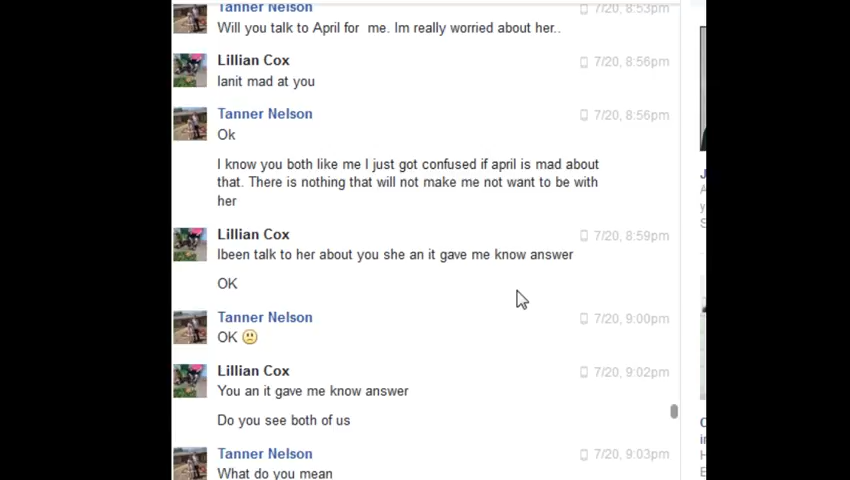 Tanner Nelson 7/20, 8:53pm
Will you talk to April for me. Im really worried about her..
Lillian Cox 7/20, 8:56pm
Ianit mad at you
Tanner Nelson 7/20, 8:56pm
Ok
I know you both like me I just got confused if april is mad about
that. There is nothing that will not make me not want to be with
her
Lillian Cox 7/20, 8:59pm
Ibeen talk to her about you she an it gave me know answer
OK
Tanner Nelson 7/20, 9:00pm
OK
Lillian Cox 7/20, 9:02pm
You an it gave me know answer
Do you see both of us
Tanner Nelson 7/20, 9:03pm
What do you mean